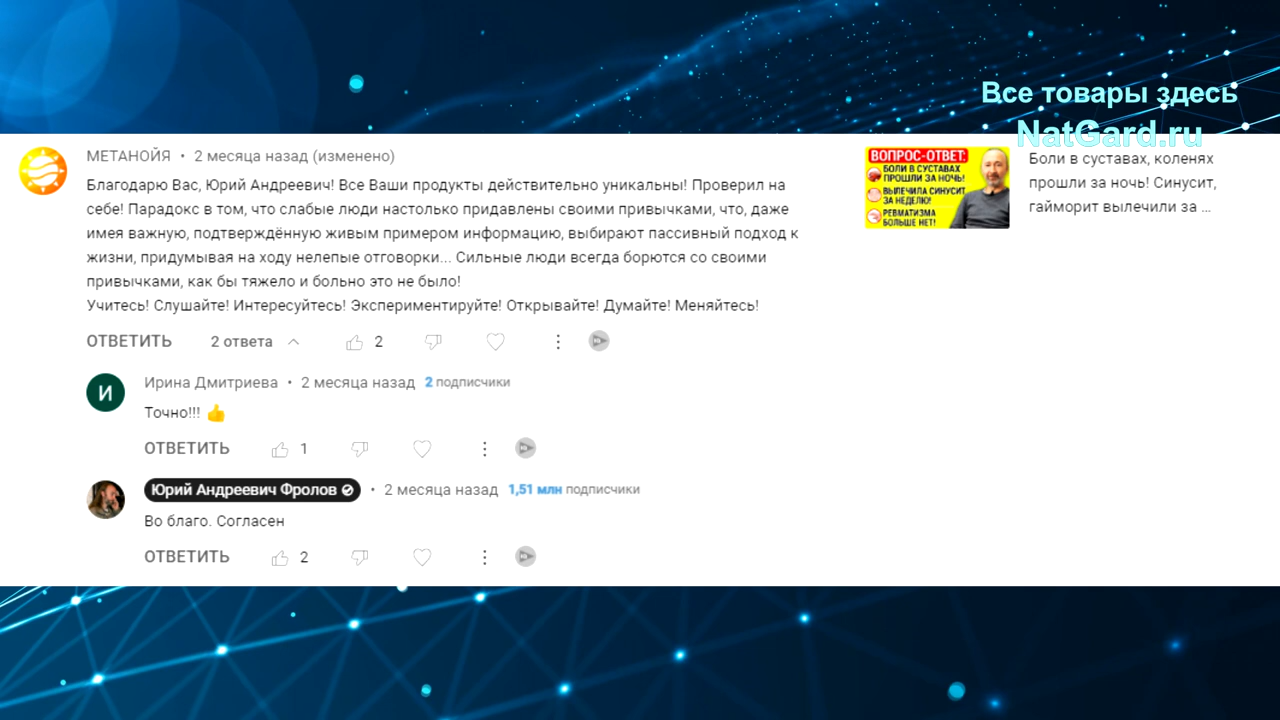 Все товары здесь
NatGard.ru
МЕТАНОЙЯ • 2 месяца назад (изменено)
Благодарю Вас, Юрий Андреевич! Все Ваши продукты действительно уникальны! Проверил на
себе! Парадокс в том, что слабые люди настолько придавлены своими привычками, что, даже
имея важную, подтверждённую живым примером информацию, выбирают пассивный подход к
жизни, придумывая на ходу нелепые отговорки... Сильные люди всегда борются со своими
привычками, как бы тяжело и больно это не было!
Учитесь! Слушайте! Интересуйтесь! Экспериментируйте! Открывайте! Думайте! Меняйтесь!
ОТВЕТИТЬ 2 ответа 2
И
Ирина Дмитриева • 2 месяца назад 2 подписчики
Точно!!! 👍
ОТВЕТИТЬ 1
Юрий Андреевич Фролов • 2 месяца назад 1,51 млн подписчики
Во благо. Согласен
ОТВЕТИТЬ 2
ВОПРОС-ОТВЕТ:
БОЛИ В СУСТАВАХ
ПРОШЛИ ЗА НОЧЬ!
ВЫЛЕЧИЛА СИНУСИТ
ЗА НЕДЕЛЮ!
РЕВМАТИЗМА
БОЛЬШЕ НЕТ!
Боли в суставах, коленях
прошли за ночь! Синусит,
гайморит вылечили за ...